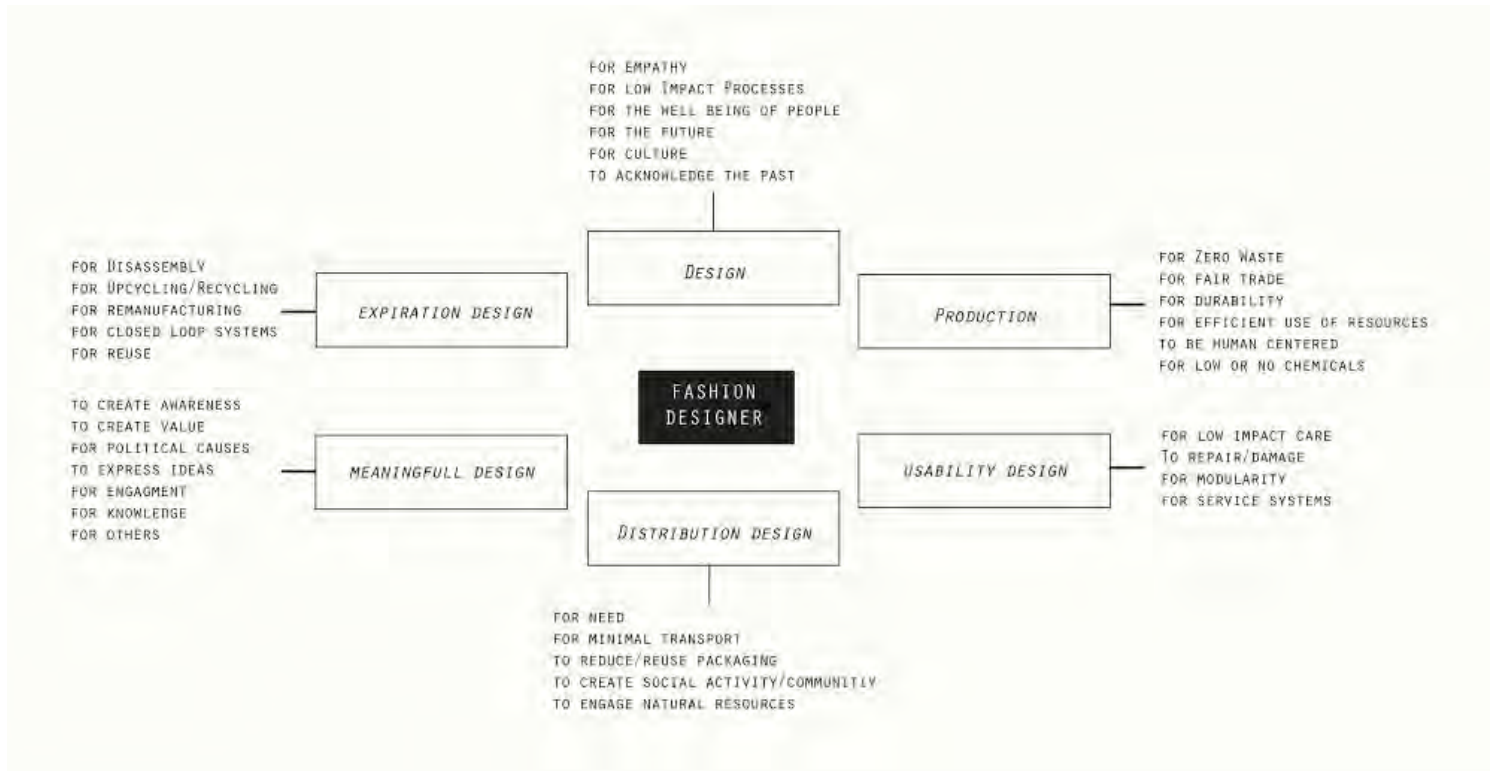 FOR EMPATHY
FOR LOW IMPACT PROCESSES
FOR THE WELL BEING OF PEOPLE
FOR THE FUTURE
FOR CULTURE
TO ACKNOWLEDGE THE PAST
DESIGN
FOR DISASSEMBLY
FOR UPCYCLING/RECYCLING
FOR REMANUFACTURING
FOR CLOSED LOOP SYSTEMS
FOR REUSE
EXPIRATION DESIGN
PRODUCTION
FOR ZERO WASTE
FOR FAIR TRADE
FOR DURABILITY
FOR EFFICIENT USE OF RESOURCES
TO BE HUMAN CENTERED
FOR LOW OR NO CHEMICALS
FASHION
DESIGNER
TO CREATE AWARENESS
TO CREATE VALUE
FOR POLITICAL CAUSES
TO EXPRESS IDEAS
FOR ENGAGMENT
FOR KNOWLEDGE
FOR OTHERS
MEANINGFULL DESIGN
USABILITY DESIGN
FOR LOW IMPACT CARE
TO REPAIR/DAMAGE
FOR MODULARITY
FOR SERVICE SYSTEMS
DISTRIBUTION DESIGN
FOR NEED
FOR MINIMAL TRANSPORT
TO REDUCE/REUSE PACKAGING
TO CREATE SOCIAL ACTIVITY/COMMUNITIY
TO ENGAGE NATURAL RESOURCES